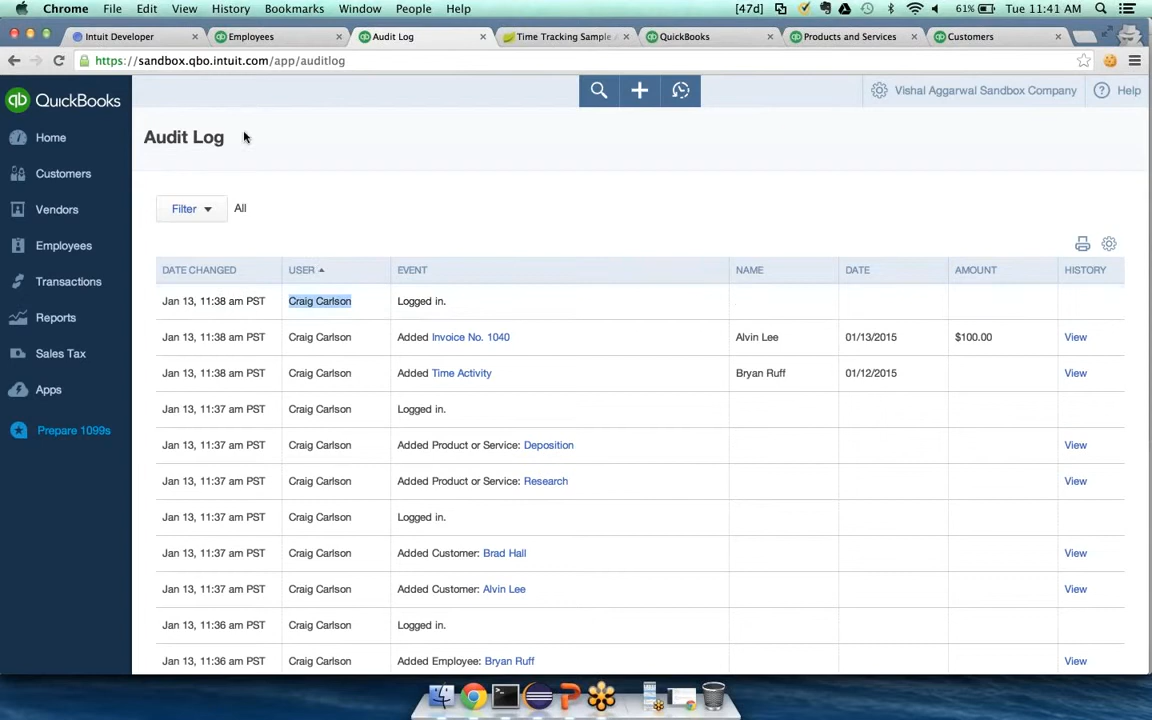 Chrome File Edit View History Bookmarks Window People Help [47d] 61% Tue 11:41 AM
Intuit Developer × Employees × Audit Log × Time Tracking Sample A × QuickBooks × Products and Services × Customers ×
https://sandbox.qbo.intuit.com/app/auditlog
qb QuickBooks Vishal Aggarwal Sandbox Company ? Help
Home
Customers
Vendors
Employees
Transactions
Reports
Sales Tax
Apps
Prepare 1099s
Audit Log
Filter All
DATE CHANGED USER EVENT NAME DATE AMOUNT HISTORY
Jan 13, 11:38 am PST Craig Carlson Logged in.
Jan 13, 11:38 am PST Craig Carlson Added Invoice No. 1040 Alvin Lee 01/13/2015 $100.00 View
Jan 13, 11:38 am PST Craig Carlson Added Time Activity Bryan Ruff 01/12/2015 View
Jan 13, 11:37 am PST Craig Carlson Logged in.
Jan 13, 11:37 am PST Craig Carlson Added Product or Service: Deposition View
Jan 13, 11:37 am PST Craig Carlson Added Product or Service: Research View
Jan 13, 11:37 am PST Craig Carlson Logged in.
Jan 13, 11:37 am PST Craig Carlson Added Customer: Brad Hall View
Jan 13, 11:37 am PST Craig Carlson Added Customer: Alvin Lee View
Jan 13, 11:36 am PST Craig Carlson Logged in.
Jan 13, 11:36 am PST Craig Carlson Added Employee: Bryan Ruff View